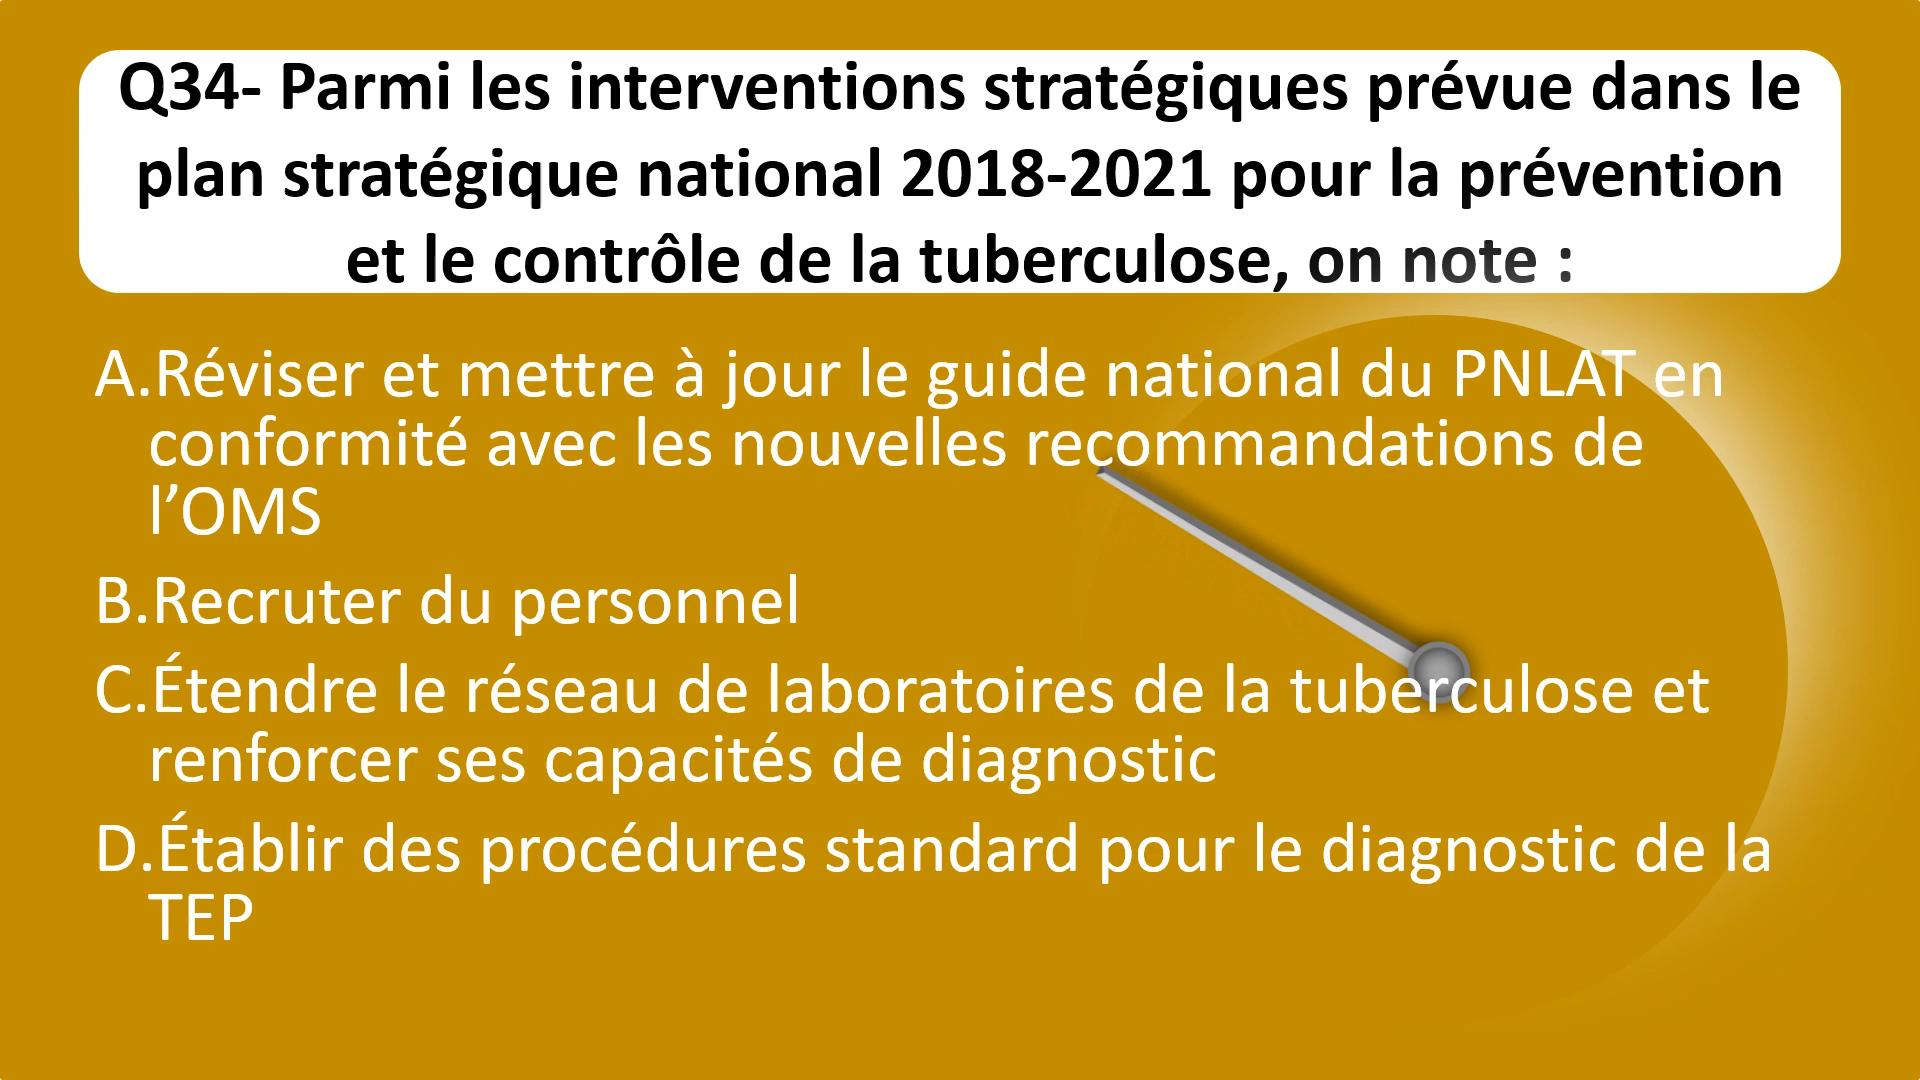 Q34- Parmi les interventions stratégiques prévue dans le
plan stratégique national 2018-2021 pour la prévention
et le contrôle de la tuberculose, on note :
A.Réviser et mettre à jour le guide national du PNLAT en
conformité avec les nouvelles recommandations de
l’OMS
B.Recruter du personnel
C.Étendre le réseau de laboratoires de la tuberculose et
renforcer ses capacités de diagnostic
D.Établir des procédures standard pour le diagnostic de la
TEP